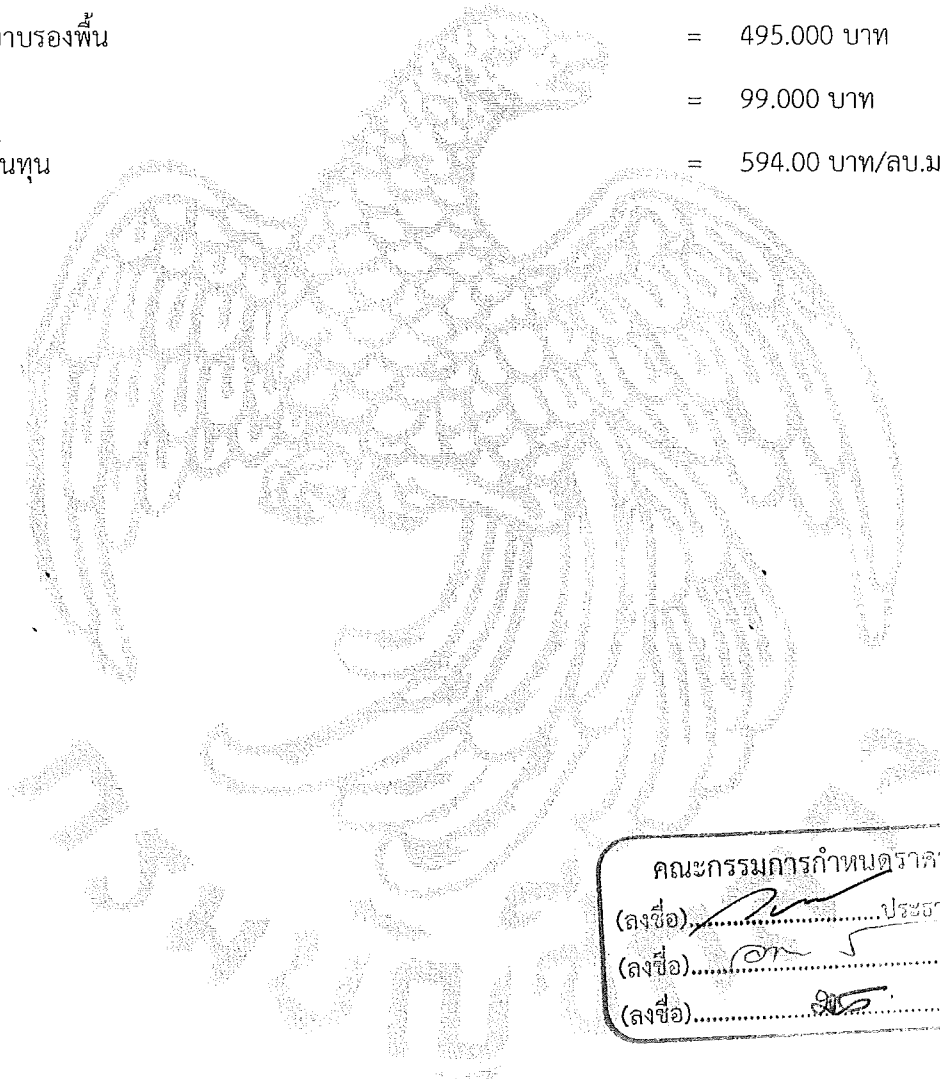 าบรองพื้น = 495.000 บาท
= 99.000 บาท
นทุน = 594.00 บาท/ลบ.ม
คณะกรรมการกำหนดราคา
(ลงชื่อ)....................ประธา
(ลงชื่อ)....................
(ลงชื่อ)....................